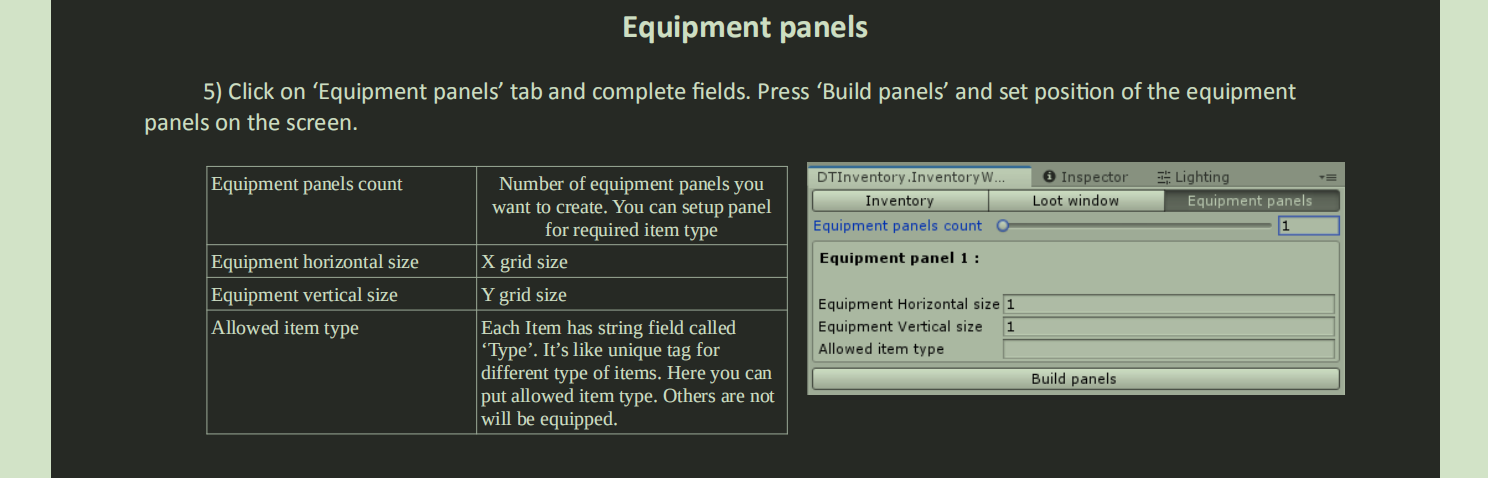 Equipment panels
5) Click on ‘Equipment panels’ tab and complete fields. Press ‘Build panels’ and set position of the equipment
panels on the screen.
Equipment panels count
Number of equipment panels you
want to create. You can setup panel
for required item type
Equipment horizontal size
X grid size
Equipment vertical size
Y grid size
Allowed item type
Each Item has string field called
‘Type’. It’s like unique tag for
different type of items. Here you can
put allowed item type. Others are not
will be equipped.
DTInventory.InventoryW... Inspector Lighting
Inventory Loot window Equipment panels
Equipment panels count 1
Equipment panel 1 :
Equipment Horizontal size 1
Equipment Vertical size 1
Allowed item type
Build panels